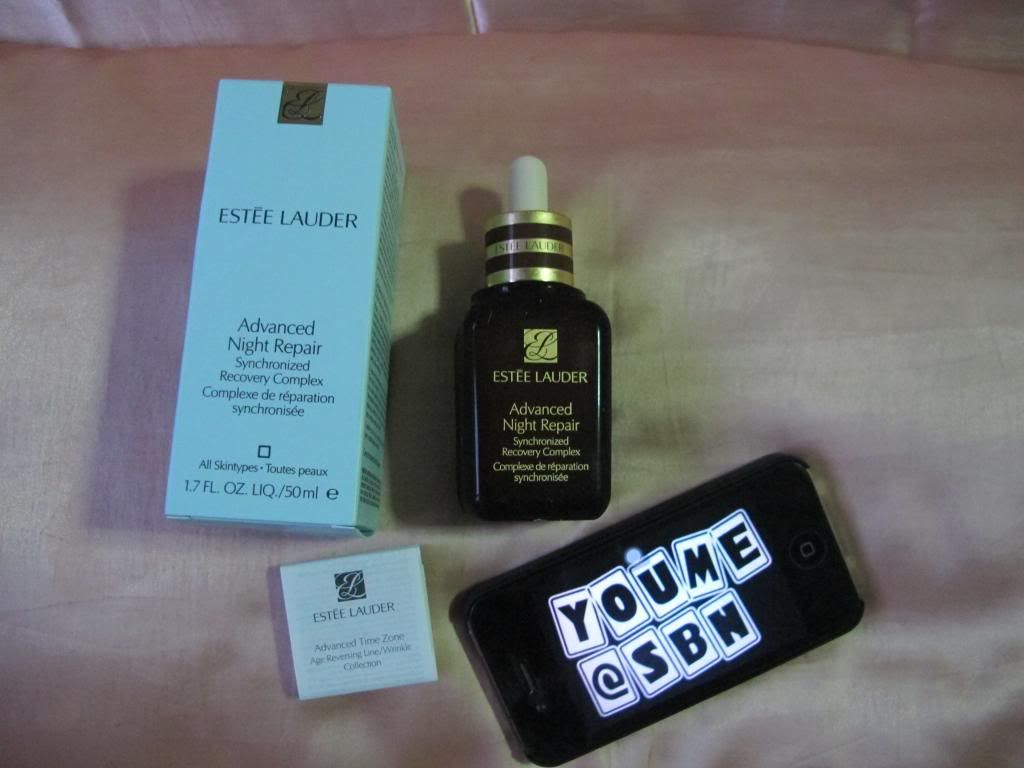 ESTĒE LAUDER
Advanced
Night Repair
Synchronized
Recovery Complex
Complexe de réparation
synchronisée
All Skintypes • Toutes peaux
1.7 FL. OZ. LIQ./50 ml e
ESTĒE LAUDER
ESTĒE LAUDER
Advanced
Night Repair
Synchronized
Recovery Complex
Complexe de réparation
synchronisée
ESTĒE LAUDER
Advanced Time Zone
Age Reversing Line/Wrinkle
Collection
YOUME
@SBN